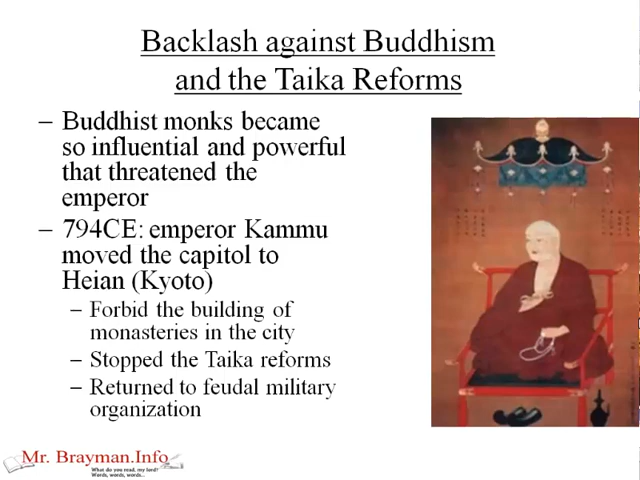 Backlash against Buddhism
and the Taika Reforms
– Buddhist monks became
so influential and powerful
that threatened the
emperor
– 794CE: emperor Kammu
moved the capitol to
Heian (Kyoto)
– Forbid the building of
monasteries in the city
– Stopped the Taika reforms
– Returned to feudal military
organization
Mr. Brayman.Info
What do you read, my lord?
Words, words, words...